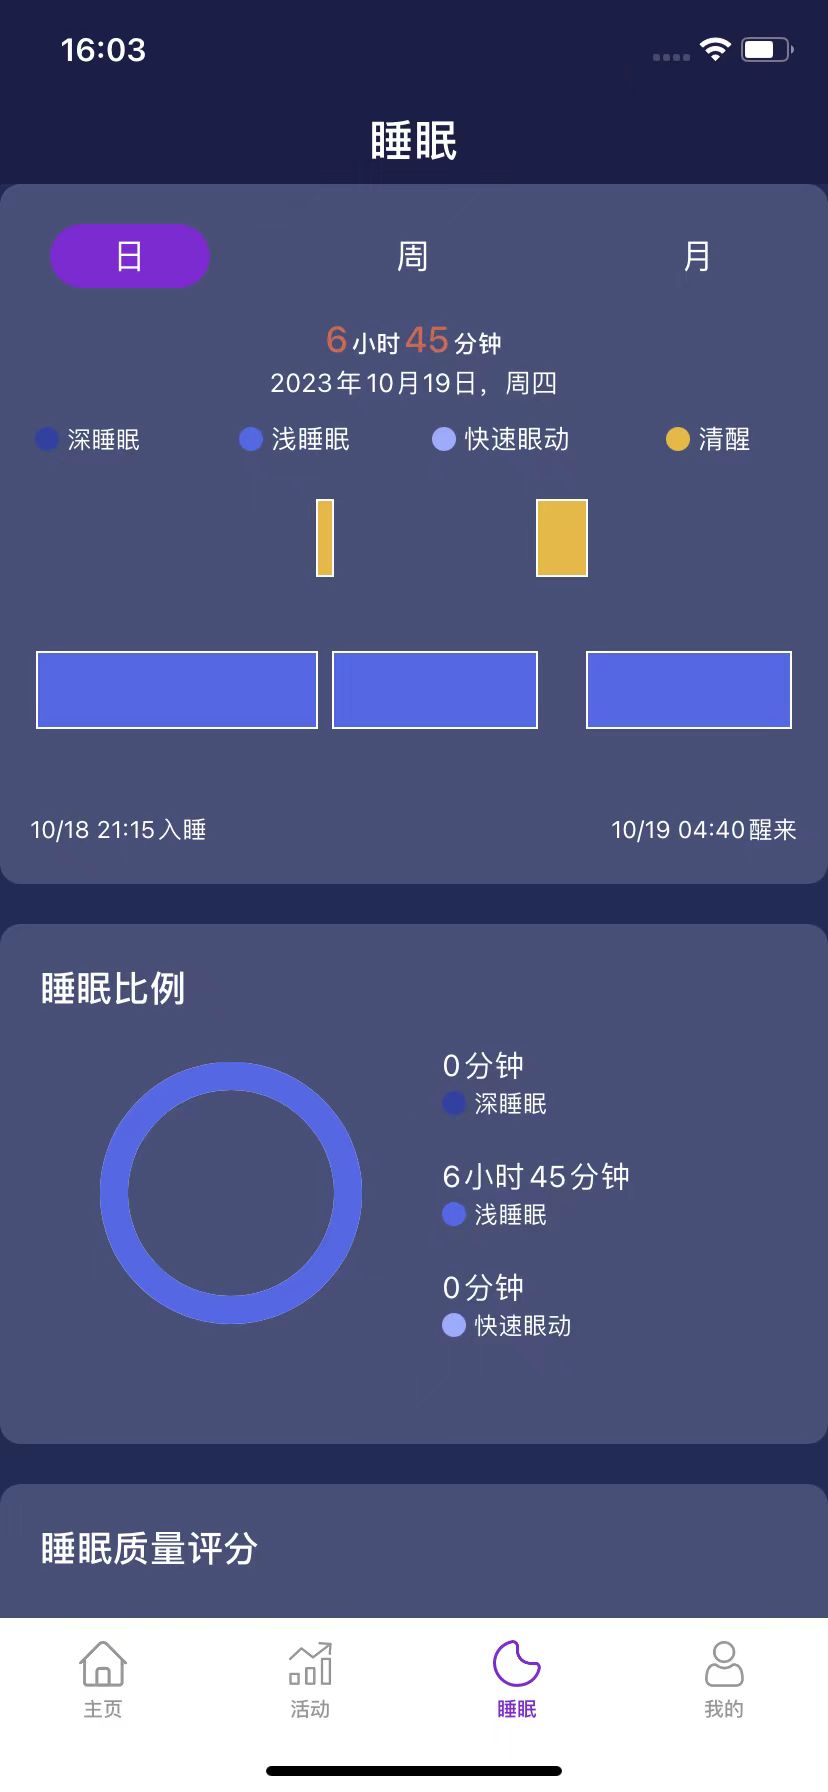 16:03
睡眠
日 周 月
6小时45分钟
2023年10月19日，周四
深睡眠 浅睡眠 快速眼动 清醒
10/18 21:15入睡 10/19 04:40醒来
睡眠比例
0分钟
深睡眠
6小时45分钟
浅睡眠
0分钟
快速眼动
睡眠质量评分
主页 活动 睡眠 我的